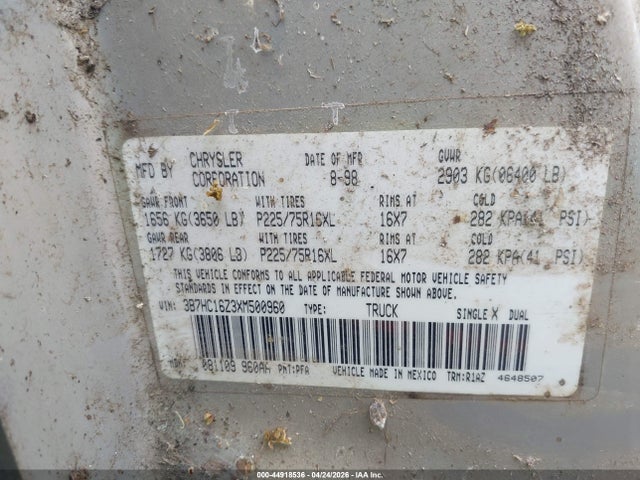 MFD BY CHRYSLER CORPORATION DATE OF MFR 8-98 GVWR 2903 KG(06400 LB)
GAWR FRONT WITH TIRES RIMS AT COLD
1656 KG(3650 LB) P225/75R16XL 16X7 282 KPA(41 PSI)
GAWR REAR WITH TIRES RIMS AT COLD
1727 KG(3806 LB) P225/75R16XL 16X7 282 KPA(41 PSI)
THIS VEHICLE CONFORMS TO ALL APPLICABLE FEDERAL MOTOR VEHICLE SAFETY
STANDARDS IN EFFECT ON THE DATE OF MANUFACTURE SHOWN ABOVE.
VIN: 3B7HC16Z3XM500960 TYPE: TRUCK SINGLE X DUAL
081109 960A6 PNT:PFA VEHICLE MADE IN MEXICO TRM:R1AZ 4648507
000-44918536 - 04/24/2026 - IAA Inc.